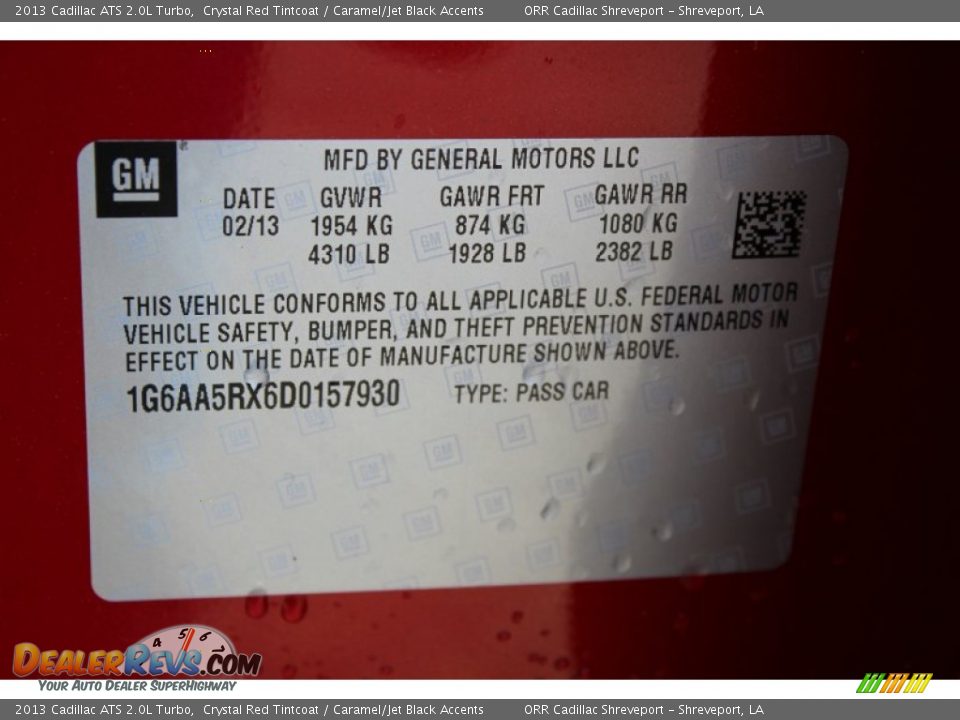 2013 Cadillac ATS 2.0L Turbo, Crystal Red Tintcoat / Caramel/Jet Black Accents ORR Cadillac Shreveport - Shreveport, LA
GM
MFD BY GENERAL MOTORS LLC
DATE GVWR GAWR FRT GAWR RR
02/13 1954 KG 874 KG 1080 KG
4310 LB 1928 LB 2382 LB
THIS VEHICLE CONFORMS TO ALL APPLICABLE U.S. FEDERAL MOTOR
VEHICLE SAFETY, BUMPER, AND THEFT PREVENTION STANDARDS IN
EFFECT ON THE DATE OF MANUFACTURE SHOWN ABOVE.
1G6AA5RX6D0157930 TYPE: PASS CAR
4 5 6
DEALERREVS.COM
YOUR AUTO DEALER SUPERHIGHWAY
2013 Cadillac ATS 2.0L Turbo, Crystal Red Tintcoat / Caramel/Jet Black Accents ORR Cadillac Shreveport - Shreveport, LA